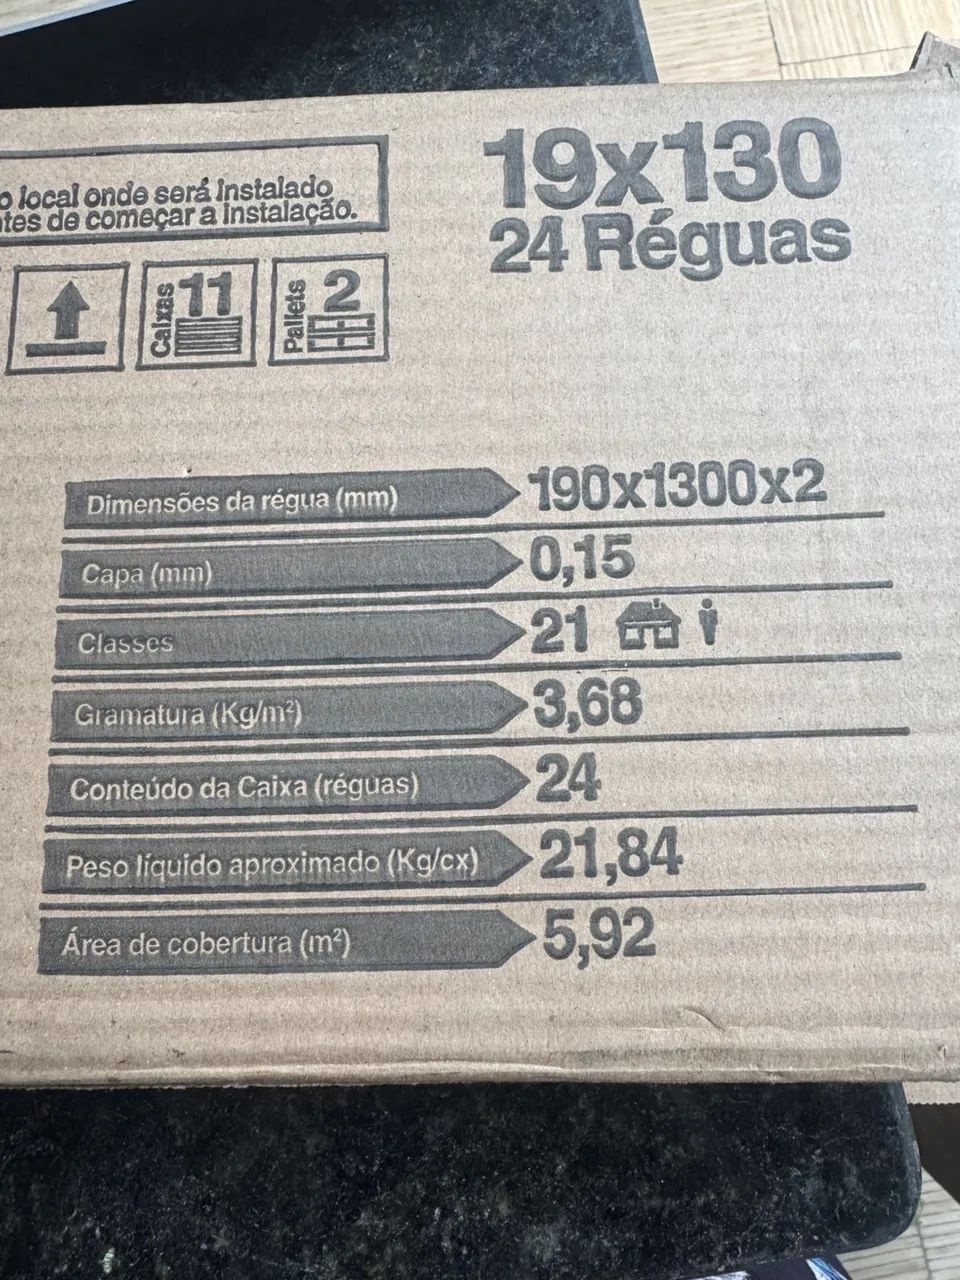 o local onde será instalado
ntes de começar a instalação.
19x130
24 Réguas
Caixas 11
Pallets 2
Dimensões da régua (mm) 190x1300x2
Capa (mm) 0,15
Classes 21
Gramatura (Kg/m²) 3,68
Conteúdo da Caixa (réguas) 24
Peso líquido aproximado (Kg/cx) 21,84
Área de cobertura (m²) 5,92